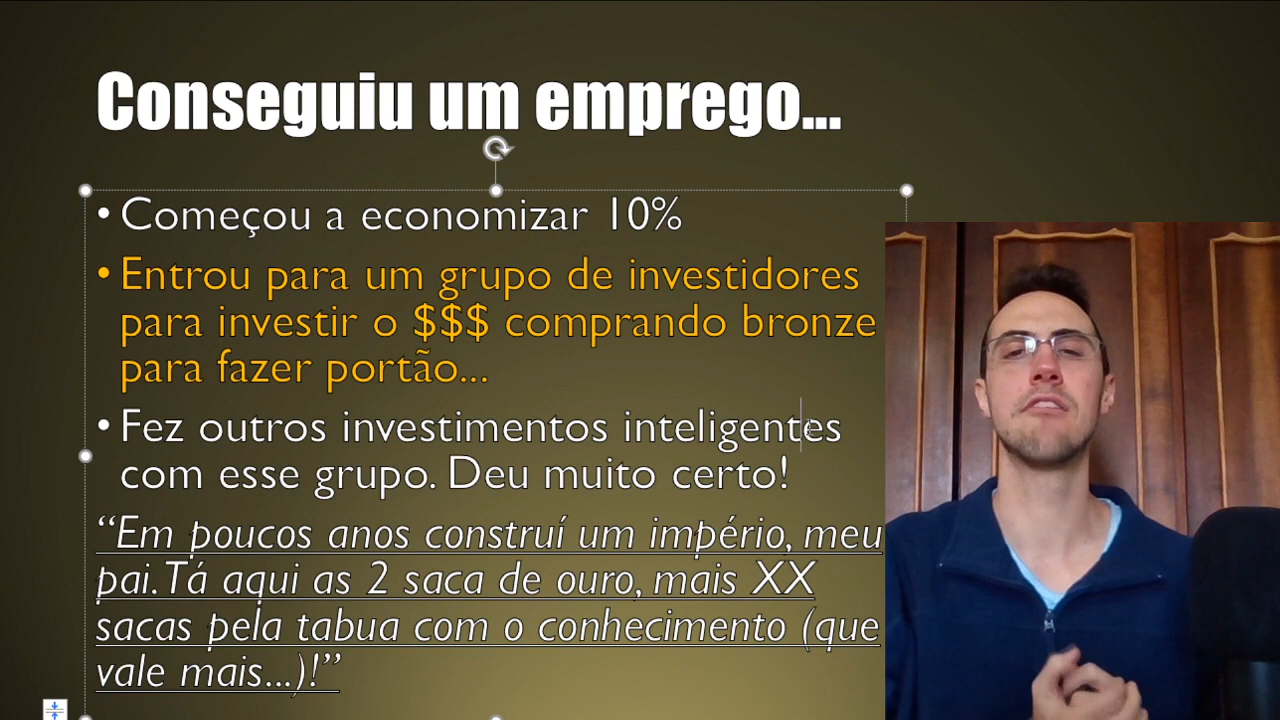 Conseguiu um emprego...
• Começou a economizar 10%
• Entrou para um grupo de investidores
para investir o $$$ comprando bronze
para fazer portão...
• Fez outros investimentos inteligentes
com esse grupo. Deu muito certo!
“Em poucos anos construí um império, meu
pai. Tá aqui as 2 saca de ouro, mais XX
sacas pela tabua com o conhecimento (que
vale mais...)!”